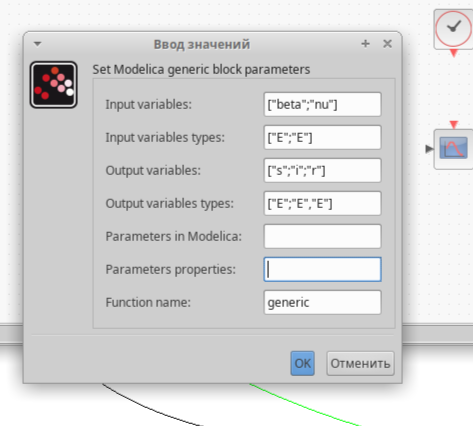 Ввод значений
Set Modelica generic block parameters
Input variables: ["beta";"nu"]
Input variables types: ["E";"E"]
Output variables: ["s";"i";"r"]
Output variables types: ["E";"E","E"]
Parameters in Modelica:
Parameters properties:
Function name: generic
OK Отменить